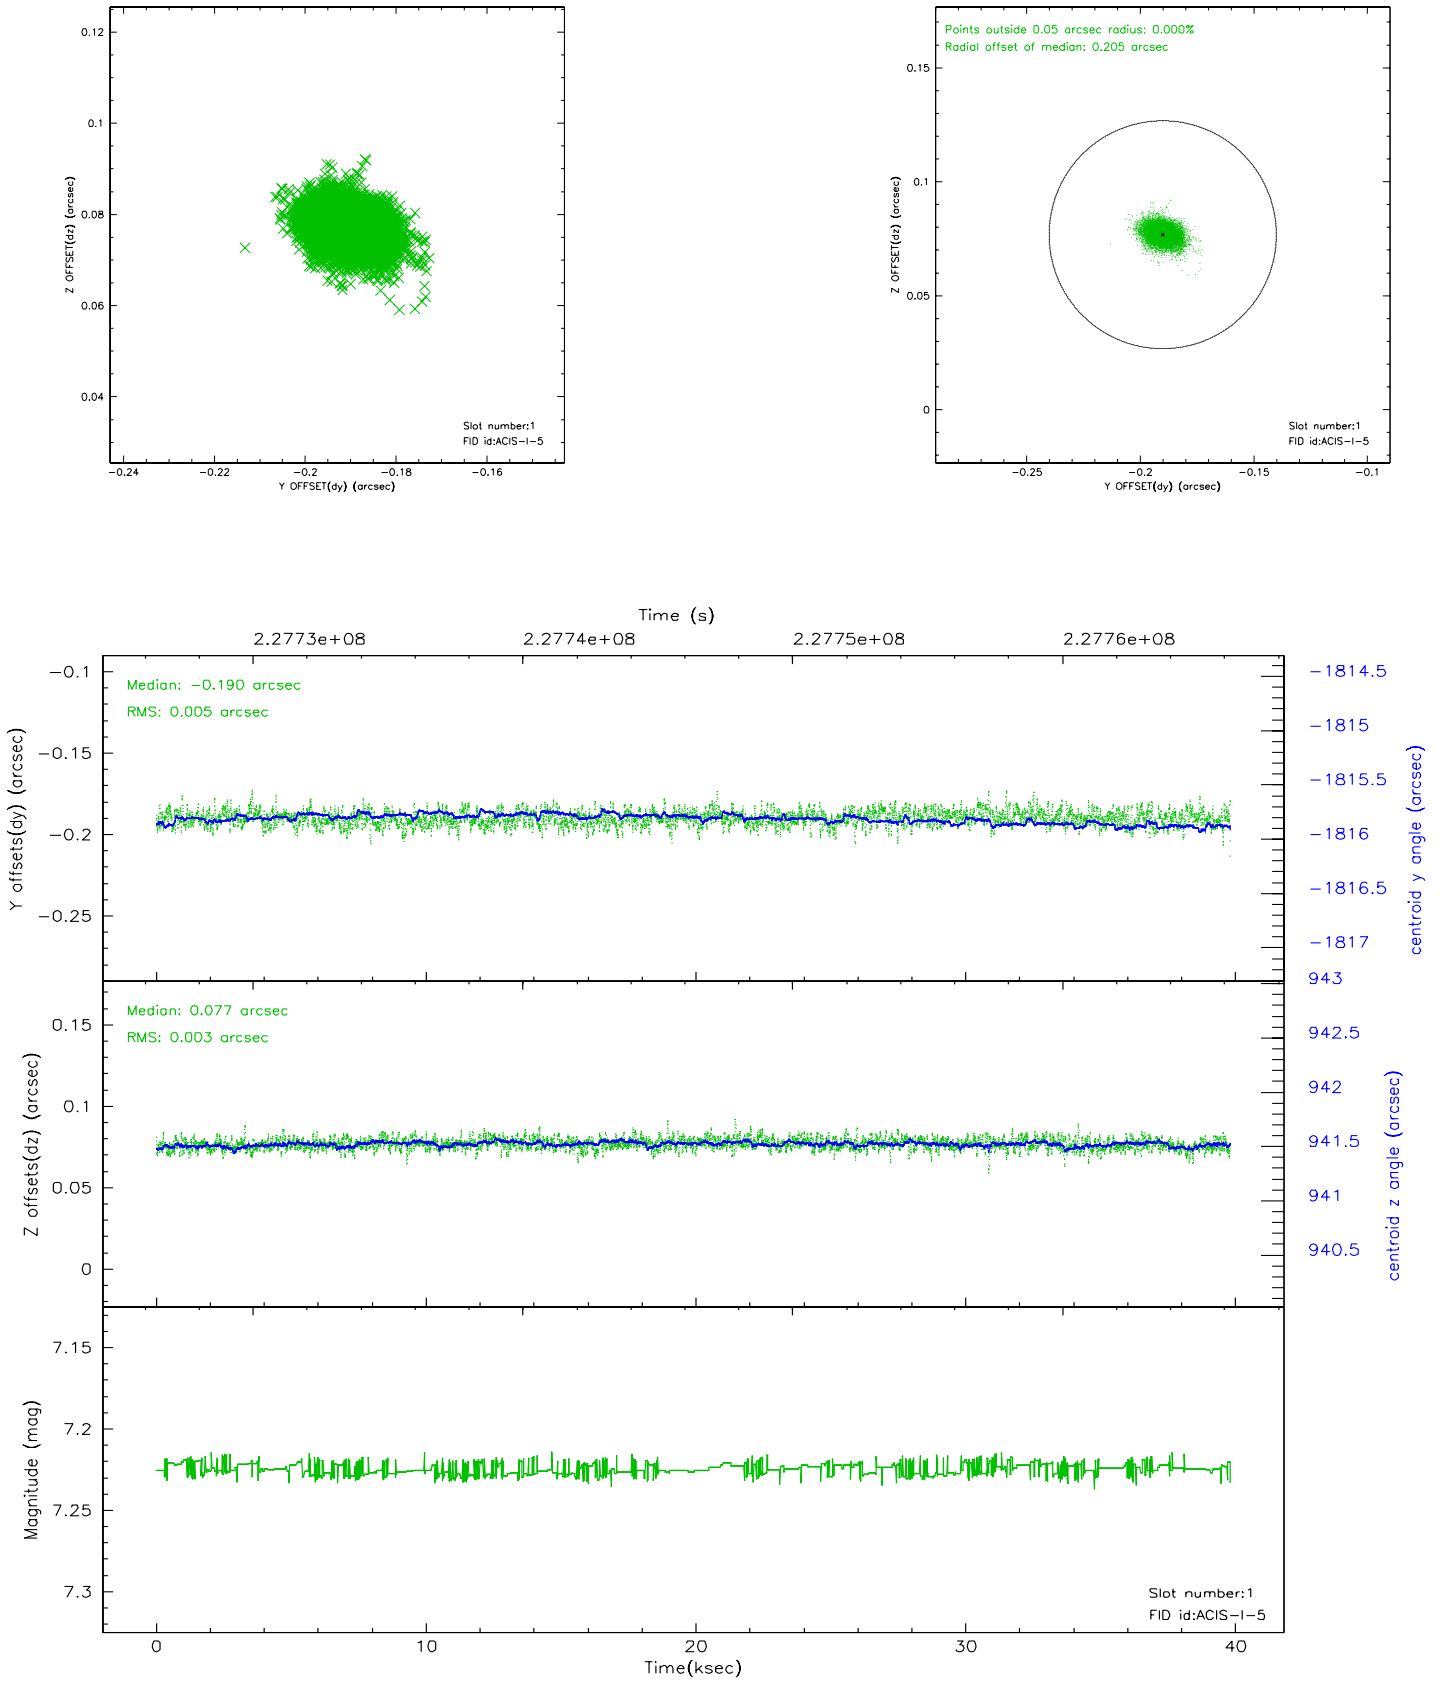 0.12
0.1
0.08
0.06
0.04
Z OFFSET(dz) (arcsec)
Slot number:1
FID id:ACIS-I-5
-0.24 -0.22 -0.2 -0.18 -0.16
Y OFFSET(dy) (arcsec)
Points outside 0.05 arcsec radius: 0.000%
Radial offset of median: 0.205 arcsec
0.15
0.1
0.05
0
Z OFFSET(dz) (arcsec)
Slot number:1
FID id:ACIS-I-5
-0.25 -0.2 -0.15 -0.1
Y OFFSET(dy) (arcsec)
Time (s)
2.2773e+08 2.2774e+08 2.2775e+08 2.2776e+08
Median: -0.190 arcsec
RMS: 0.005 arcsec
-0.1
-0.15
-0.2
-0.25
Y offsets(dy) (arcsec)
-1814.5
-1815
-1815.5
-1816
-1816.5
-1817
centroid y angle (arcsec)
Median: 0.077 arcsec
RMS: 0.003 arcsec
0.15
0.1
0.05
0
Z offsets(dz) (arcsec)
943
942.5
942
941.5
941
940.5
centroid z angle (arcsec)
7.15
7.2
7.25
7.3
Magnitude (mag)
Slot number:1
FID id:ACIS-I-5
0 10 20 30 40
Time(ksec)